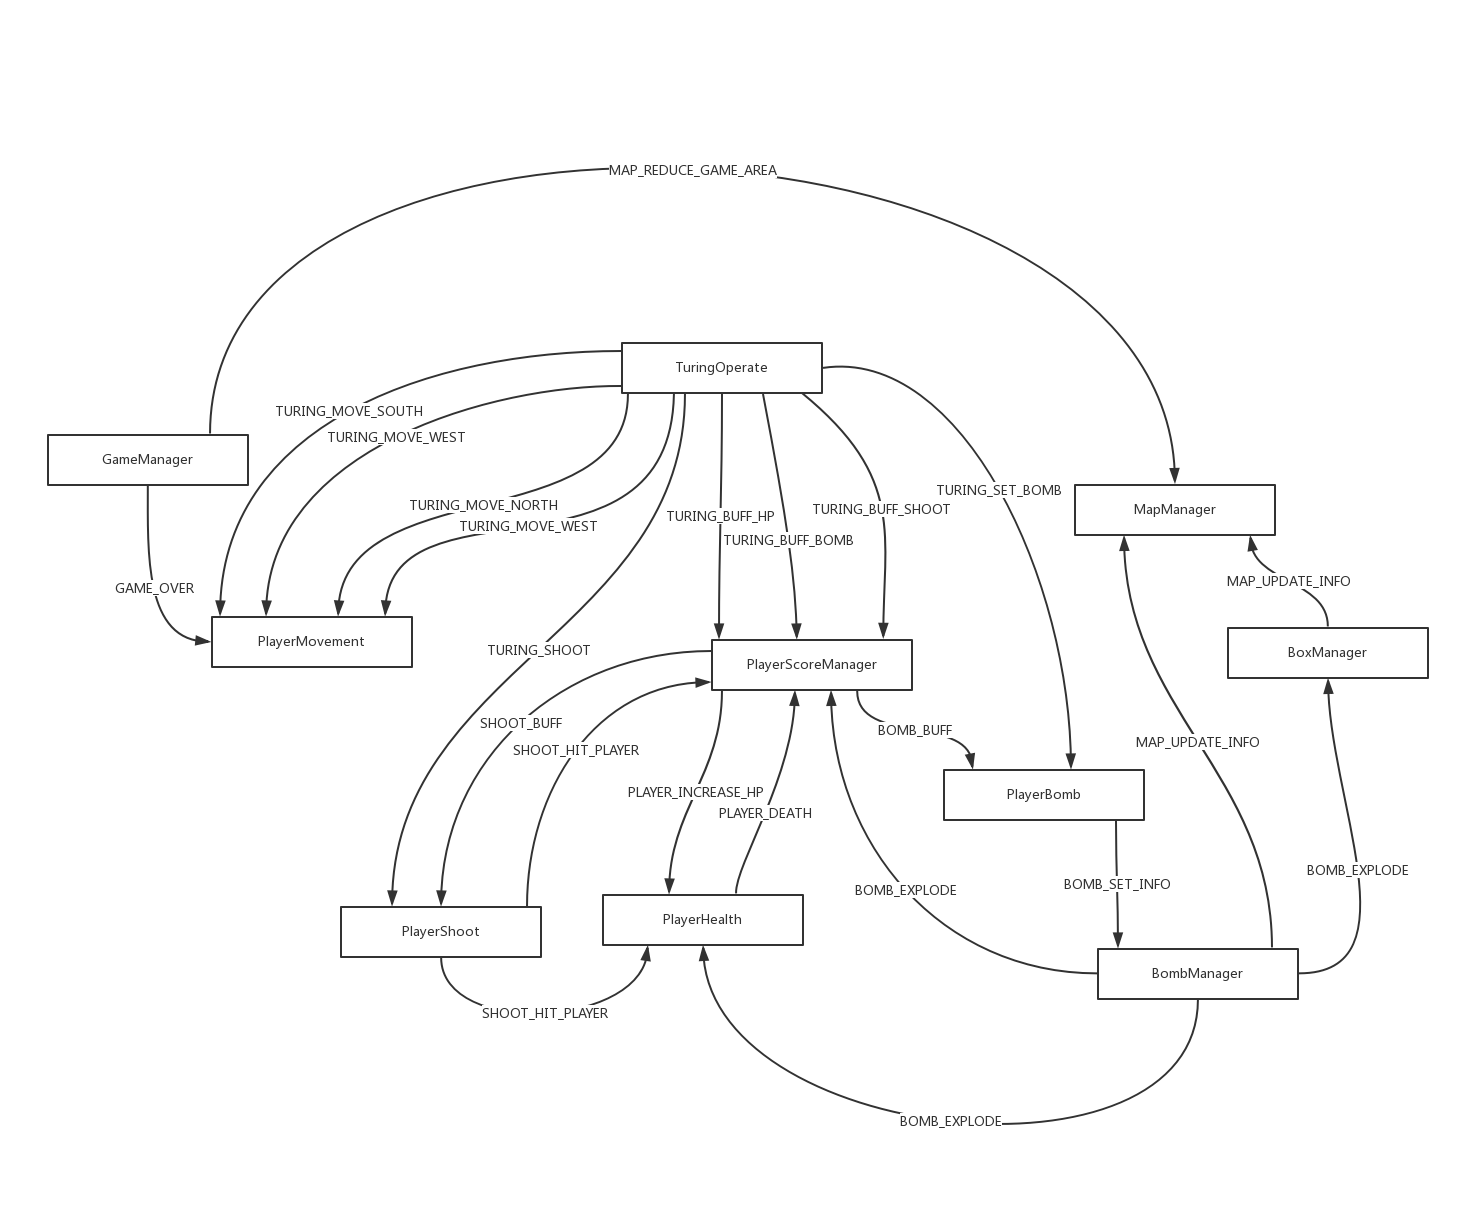 MAP_REDUCE_GAME_AREA
TuringOperate
TURING_MOVE_SOUTH
TURING_MOVE_WEST
GameManager
TURING_SET_BOMB
TURING_MOVE_NORTH
TURING_BUFF_SHOOT
MapManager
TURING_BUFF_HP
TURING_MOVE_WEST
TURING_BUFF_BOMB
MAP_UPDATE_INFO
GAME_OVER
PlayerMovement
TURING_SHOOT
BoxManager
PlayerScoreManager
SHOOT_BUFF
BOMB_BUFF
MAP_UPDATE_INFO
SHOOT_HIT_PLAYER
PLAYER_INCREASE_HP
PlayerBomb
PLAYER_DEATH
BOMB_EXPLODE
BOMB_SET_INFO
BOMB_EXPLODE
PlayerHealth
PlayerShoot
BombManager
SHOOT_HIT_PLAYER
BOMB_EXPLODE